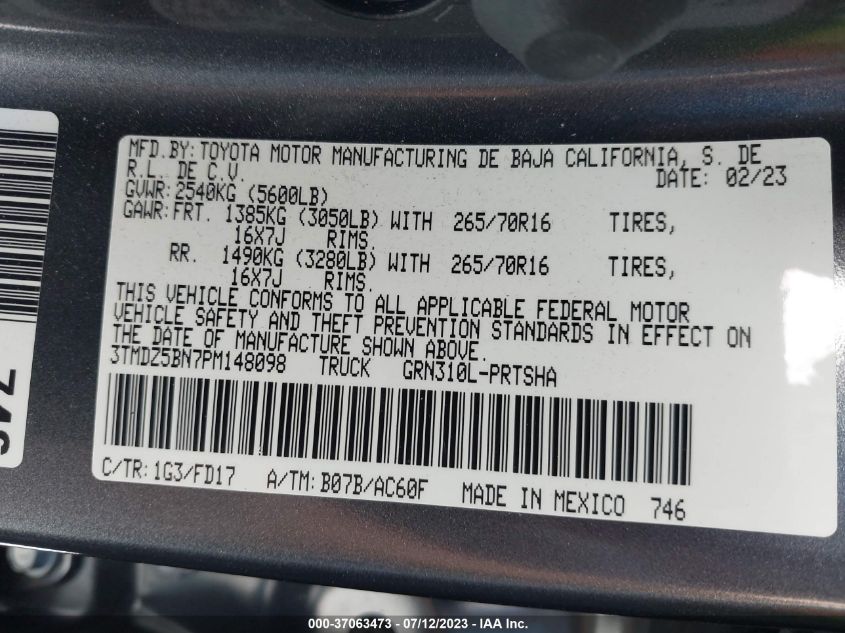 MFD.BY:TOYOTA MOTOR MANUFACTURING DE BAJA CALIFORNIA, S. DE
R.L. DE C.V.
DATE: 02/23
GVWR:2540KG (5600LB)
GAWR:FRT. 1385KG (3050LB) WITH 265/70R16 TIRES,
16X7J RIMS.
RR. 1490KG (3280LB) WITH 265/70R16 TIRES,
16X7J RIMS.
THIS VEHICLE CONFORMS TO ALL APPLICABLE FEDERAL MOTOR
VEHICLE SAFETY AND THEFT PREVENTION STANDARDS IN EFFECT ON
THE DATE OF MANUFACTURE SHOWN ABOVE.
3TMDZ5BN7PM148098 TRUCK GRN310L-PRTSHA
C/TR:1G3/FD17 A/TM:B07B/AC60F MADE IN MEXICO 746
000-37063473 - 07/12/2023 - IAAI.COM